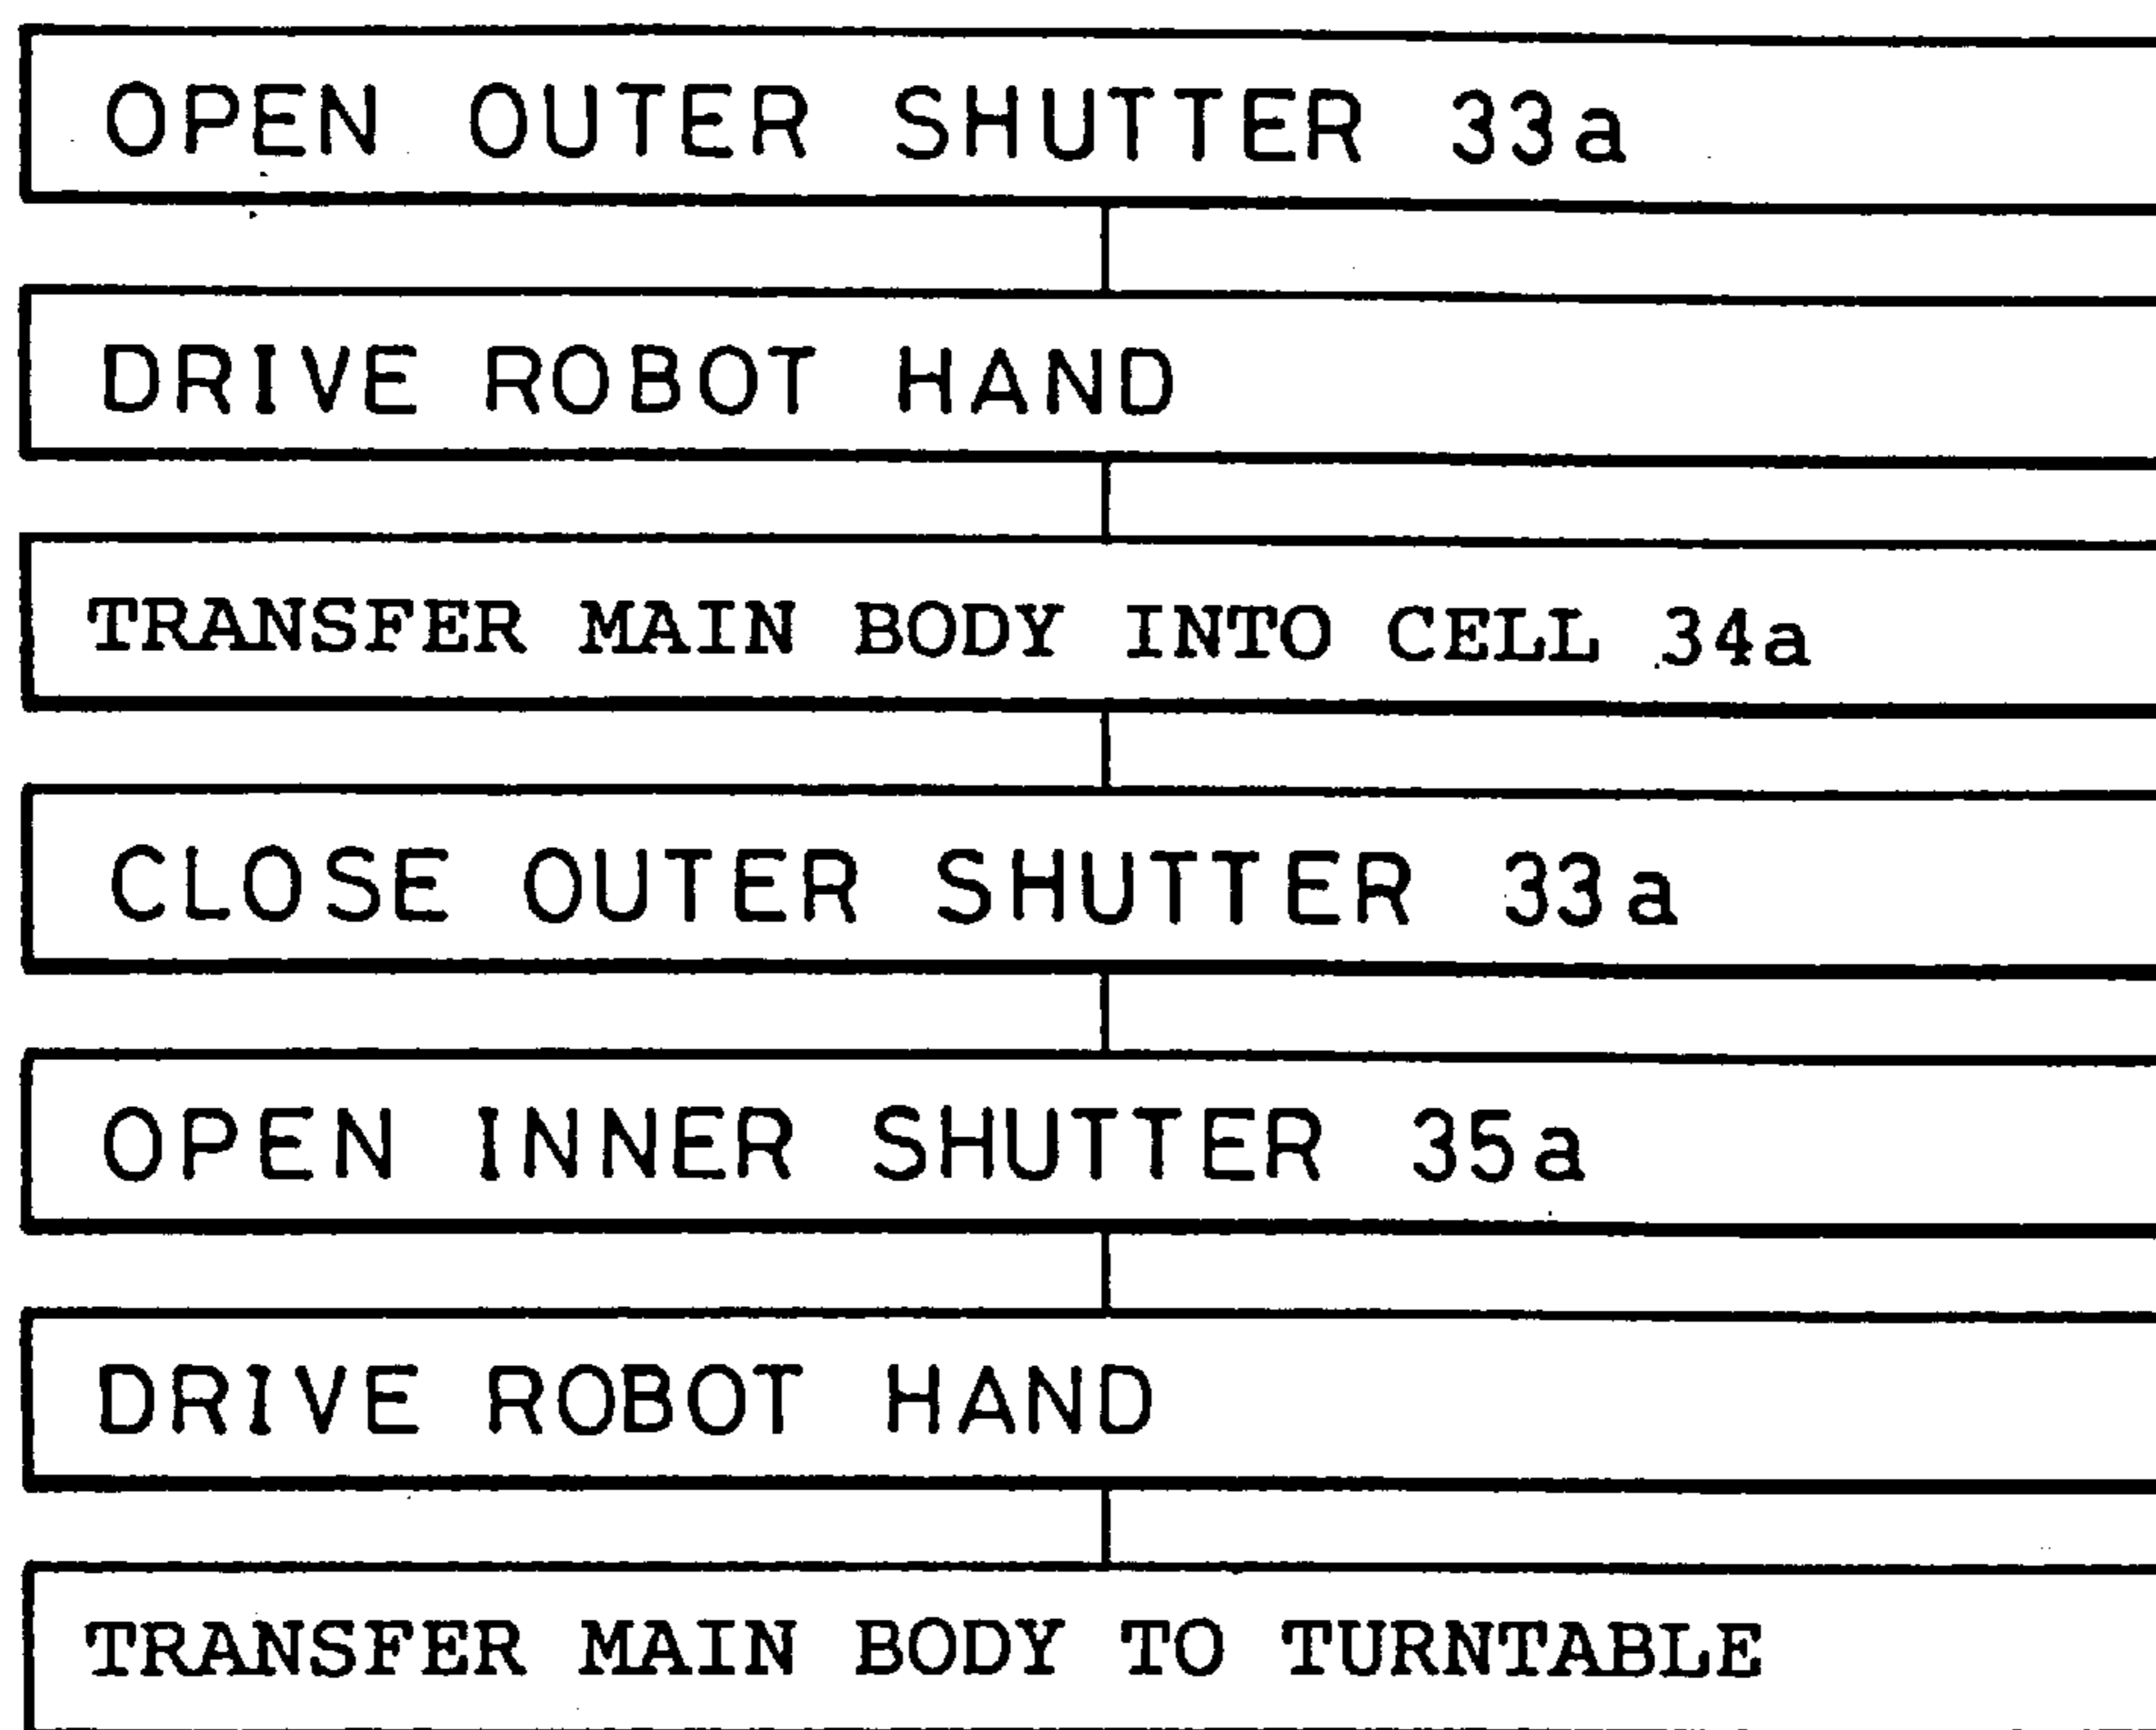 OPEN OUTER SHUTTER 33a
DRIVE ROBOT HAND
TRANSFER MAIN BODY INTO CELL 34a
CLOSE OUTER SHUTTER 33a
OPEN INNER SHUTTER 35a
DRIVE ROBOT HAND
TRANSFER MAIN BODY TO TURNTABLE